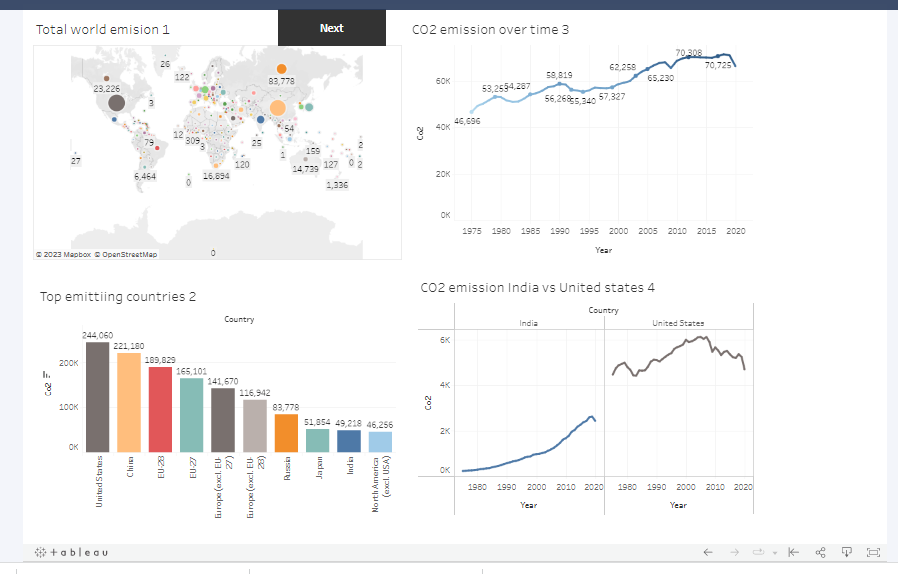 Total world emision 1
Next
CO2 emission over time 3
26
122
83,778
23,226
3
54
79
12
309
3
25
2
159
1
27
120
14,739
127
0
2
6,464
0
16,894
1,336
0
© 2023 Mapbox © OpenStreetMap
Co2
60K
40K
20K
0K
46,696
53,253
54,287
58,819
56,268
55,340
57,327
62,258
65,230
70,308
70,725
1975 1980 1985 1990 1995 2000 2005 2010 2015 2020
Year
Top emittiing countries 2
Country
Co2
200K
100K
0K
244,060
221,180
189,829
165,101
141,670
116,942
83,778
51,854
49,218
46,256
United States
China
EU-28
EU-27
Europe (excl. EU-
27)
Europe (excl. EU-
28)
Russia
Japan
India
North America
(excl. USA)
CO2 emission India vs United states 4
Country
India
United States
Co2
6K
4K
2K
0K
1980 1990 2000 2010 2020
1980 1990 2000 2010 2020
Year
Year
+ableau